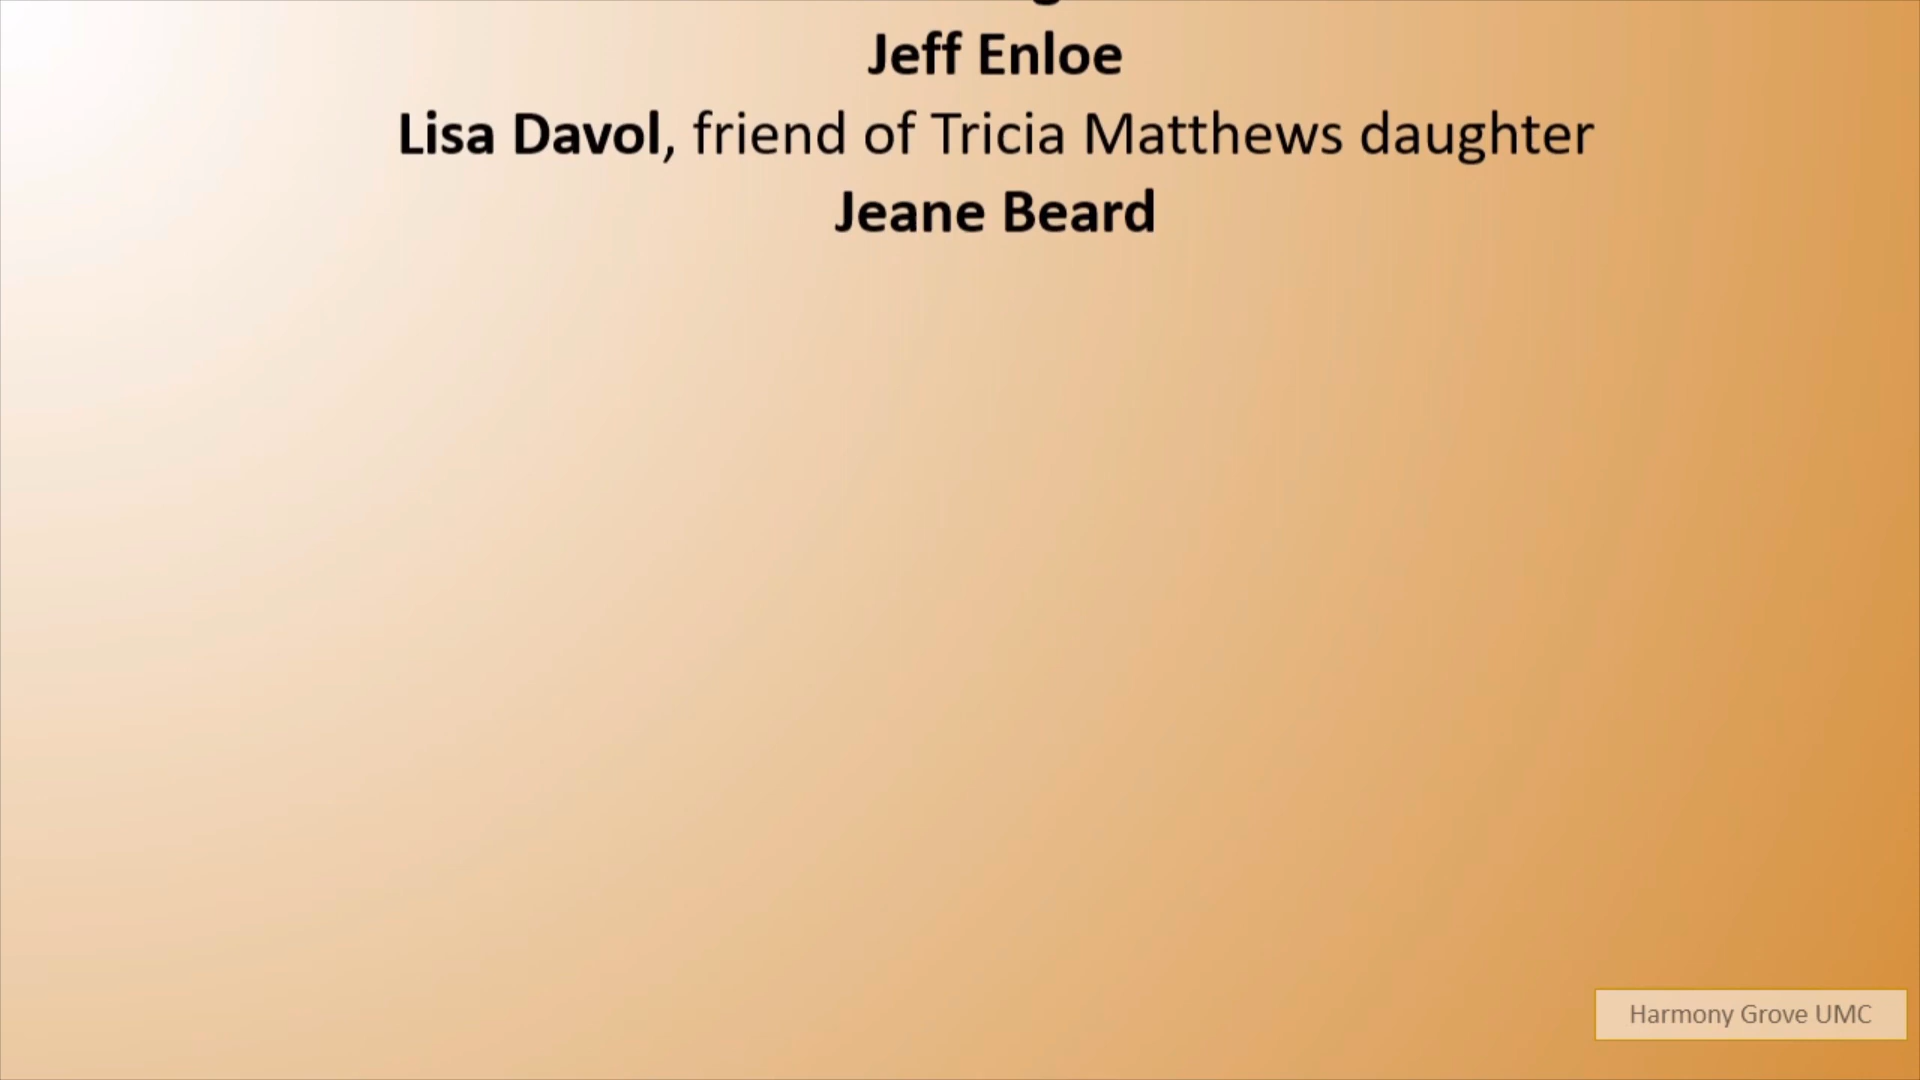 Jeff Enloe
Lisa Davol, friend of Tricia Matthews daughter
Jeane Beard
Harmony Grove UMC